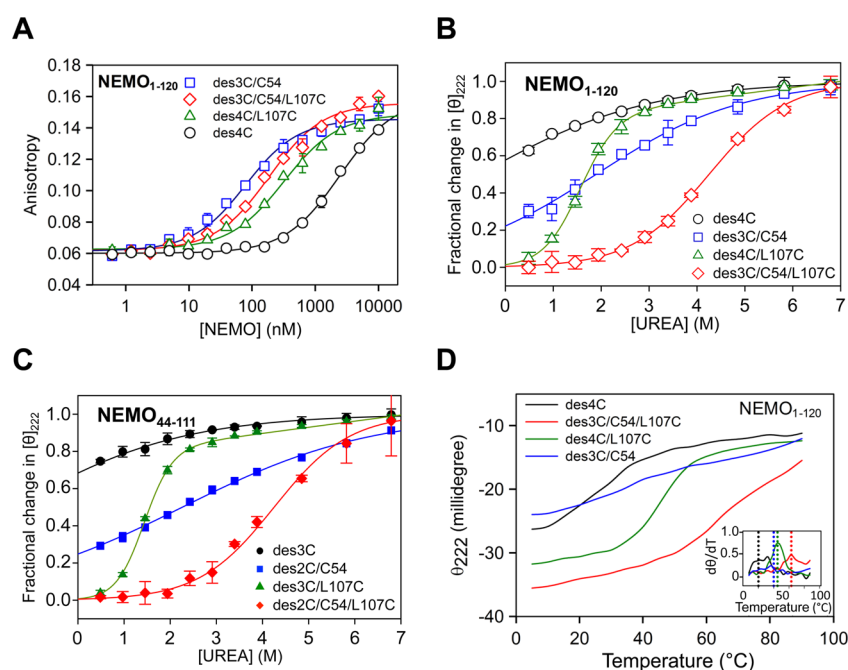 A
NEMO1-120
des3C/C54
des3C/C54/L107C
des4C/L107C
des4C
0.18
0.16
0.14
0.12
0.10
0.08
0.06
0.04
Anisotropy
1 10 100 1000 10000
[NEMO] (nM)
B
NEMO1-120
1.0
0.8
0.6
0.4
0.2
0.0
Fractional change in [θ]222
des4C
des3C/C54
des4C/L107C
des3C/C54/L107C
0 1 2 3 4 5 6 7
[UREA] (M)
C
NEMO44-111
1.0
0.8
0.6
0.4
0.2
0.0
Fractional change in [θ]222
des3C
des2C/C54
des3C/L107C
des2C/C54/L107C
0 1 2 3 4 5 6 7
[UREA] (M)
D
des4C
des3C/C54/L107C
des4C/L107C
des3C/C54
NEMO1-120
-10
-20
-30
-40
θ222 (millidegree)
1.0
0.5
0
dθ/dT
0 50 100
Temperature (°C)
0 20 40 60 80 100
Temperature (°C)